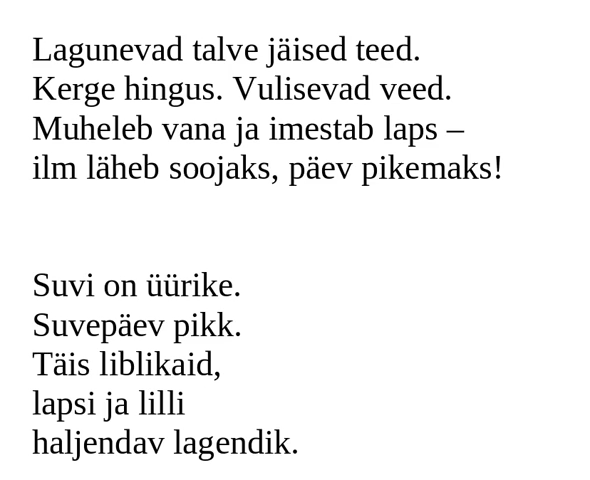 Lagunevad talve jäised teed.
Kerge hingus. Vulisevad veed.
Muheleb vana ja imestab laps –
ilm läheb soojaks, päev pikemaks!
Suvi on üürike.
Suvepäev pikk.
Täis liblikaid,
lapsi ja lilli
haljendav lagendik.